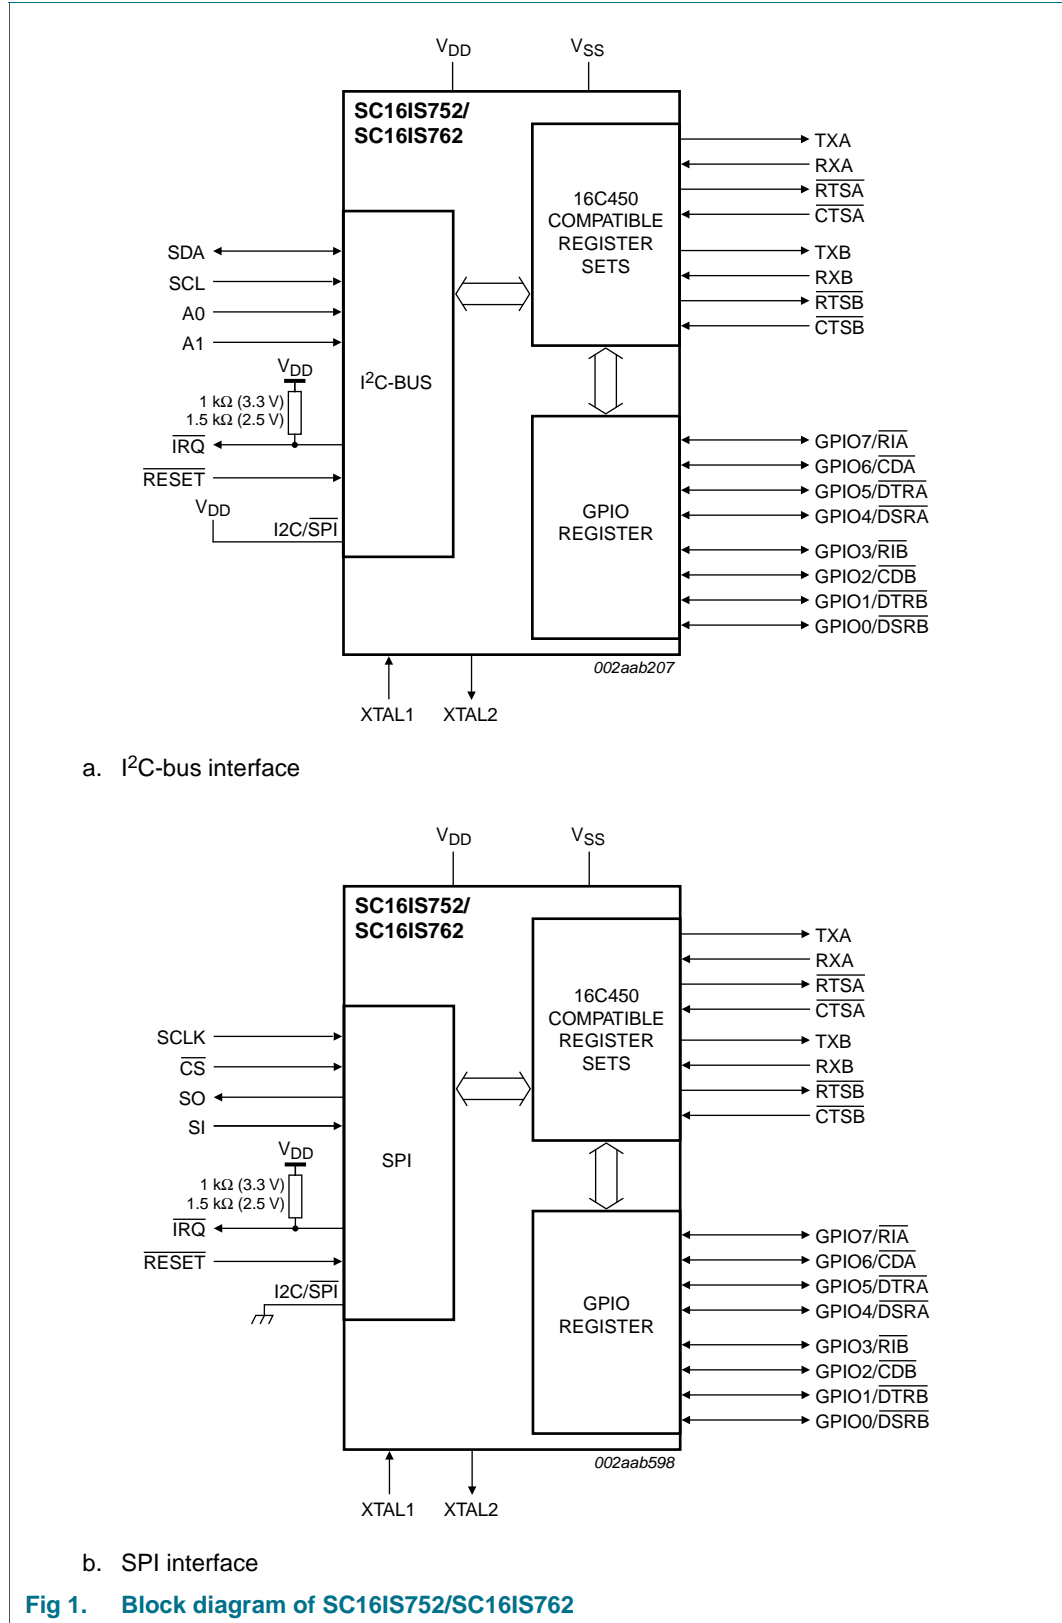 VDD
VSS
SC16IS752/
SC16IS762
16C450
COMPATIBLE
REGISTER
SETS
TXA
RXA
RTSA
CTSA
TXB
RXB
RTSB
CTSB
SDA
SCL
A0
A1
VDD
1 kΩ (3.3 V)
1.5 kΩ (2.5 V)
IRQ
RESET
VDD
I2C/SPI
I2C-BUS
GPIO
REGISTER
GPIO7/RIA
GPIO6/CDA
GPIO5/DTRA
GPIO4/DSRA
GPIO3/RIB
GPIO2/CDB
GPIO1/DTRB
GPIO0/DSRB
002aab207
XTAL1
XTAL2
a. I2C-bus interface
VDD
VSS
SC16IS752/
SC16IS762
16C450
COMPATIBLE
REGISTER
SETS
TXA
RXA
RTSA
CTSA
TXB
RXB
RTSB
CTSB
SCLK
CS
SO
SI
VDD
1 kΩ (3.3 V)
1.5 kΩ (2.5 V)
IRQ
RESET
I2C/SPI
SPI
GPIO
REGISTER
GPIO7/RIA
GPIO6/CDA
GPIO5/DTRA
GPIO4/DSRA
GPIO3/RIB
GPIO2/CDB
GPIO1/DTRB
GPIO0/DSRB
002aab598
XTAL1
XTAL2
b. SPI interface
Fig 1. Block diagram of SC16IS752/SC16IS762